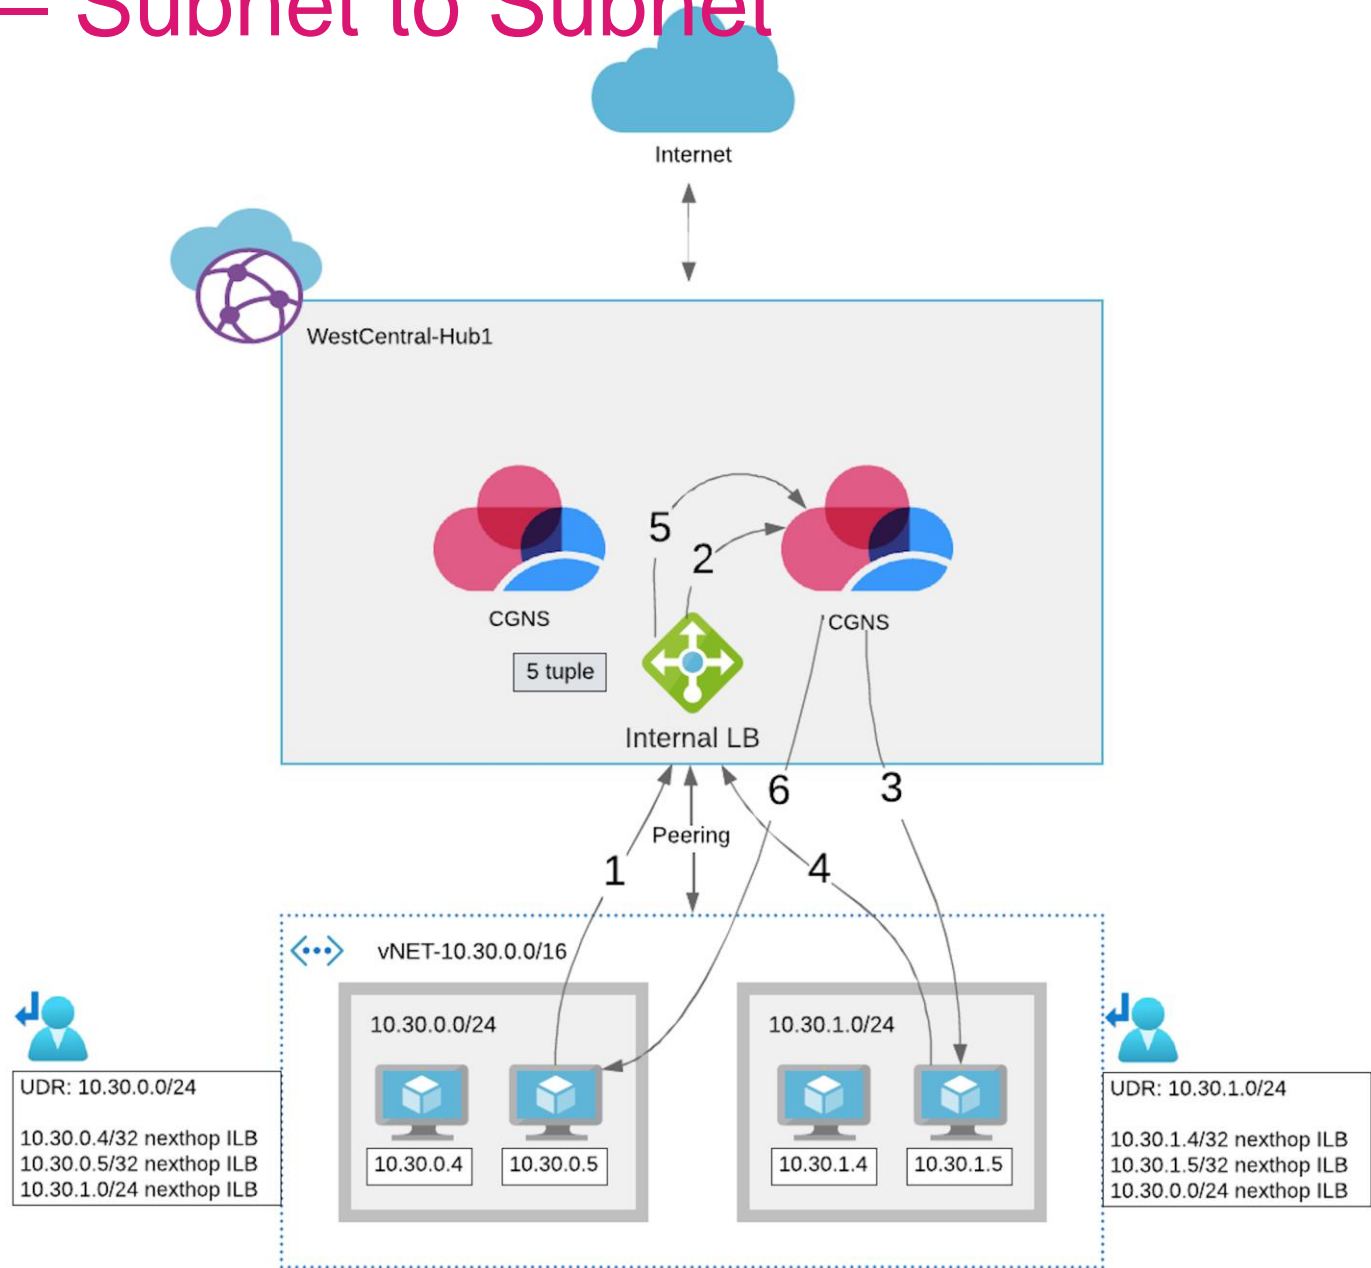 – Subnet to Subnet
Internet
WestCentral-Hub1
5
2
CGNS
CGNS
5 tuple
Internal LB
6
3
Peering
1
4
vNET-10.30.0.0/16
10.30.0.0/24
10.30.1.0/24
UDR: 10.30.0.0/24
10.30.0.4/32 nexthop ILB
10.30.0.5/32 nexthop ILB
10.30.1.0/24 nexthop ILB
10.30.0.4
10.30.0.5
10.30.1.4
10.30.1.5
UDR: 10.30.1.0/24
10.30.1.4/32 nexthop ILB
10.30.1.5/32 nexthop ILB
10.30.0.0/24 nexthop ILB